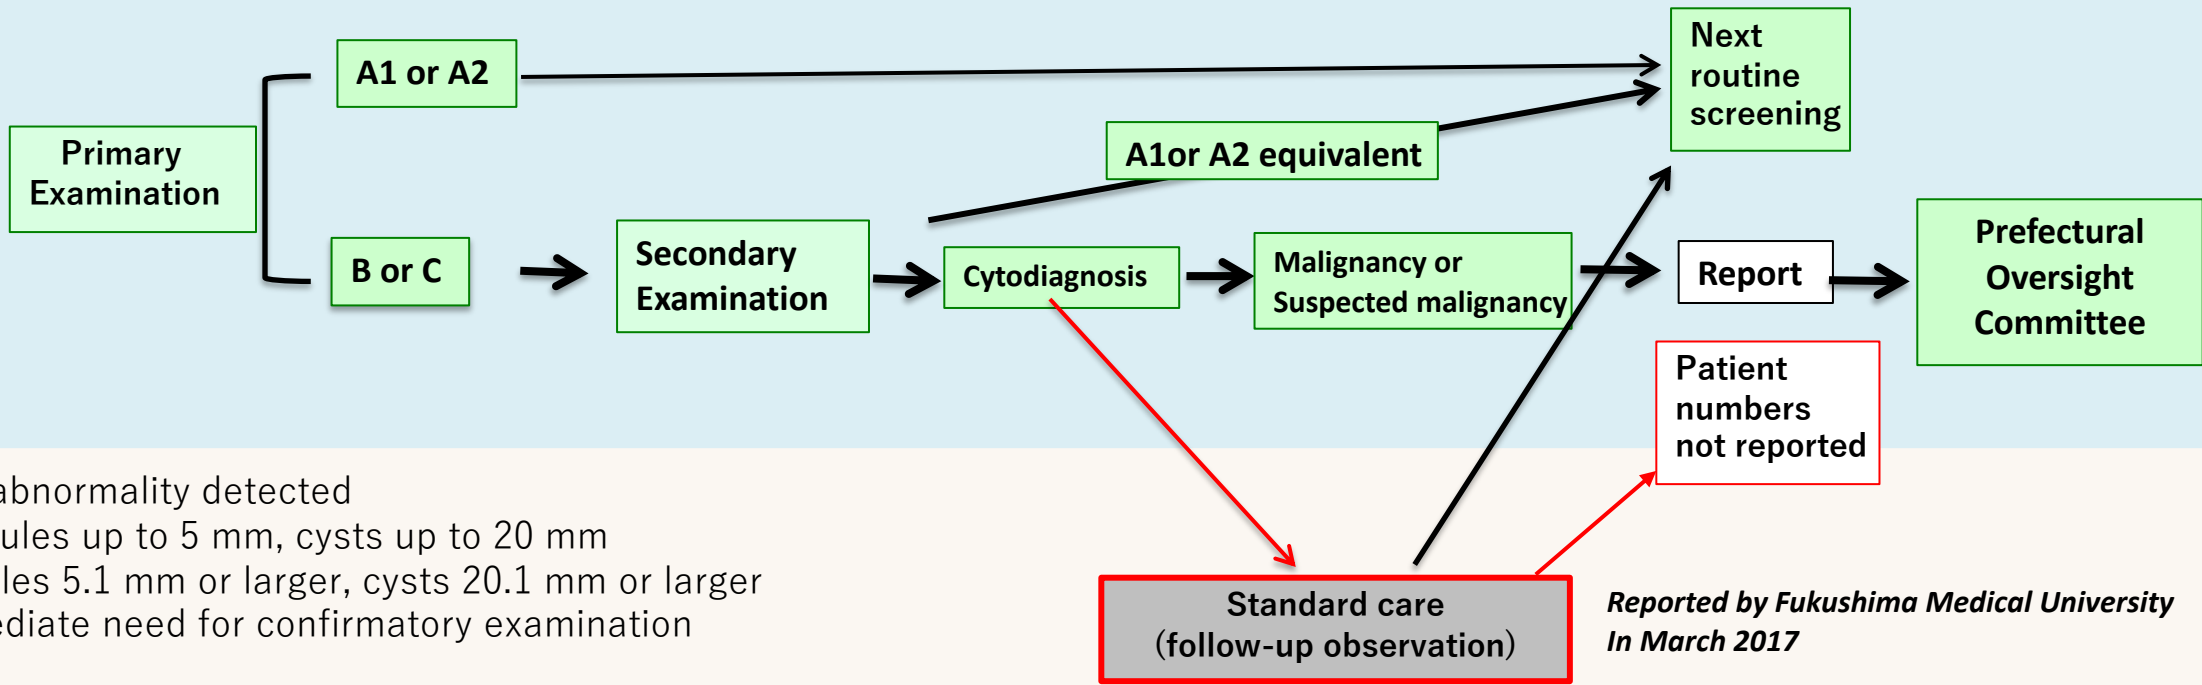 A1 or A2
Next
routine
screening
Primary
Examination
A1or A2 equivalent
B or C
Secondary
Examination
Cytodiagnosis
Malignancy or
Suspected malignancy
Report
Prefectural
Oversight
Committee
Patient
numbers
not reported
abnormality detected
ules up to 5 mm, cysts up to 20 mm
les 5.1 mm or larger, cysts 20.1 mm or larger
ediate need for confirmatory examination
Standard care
(follow-up observation)
Reported by Fukushima Medical University
In March 2017